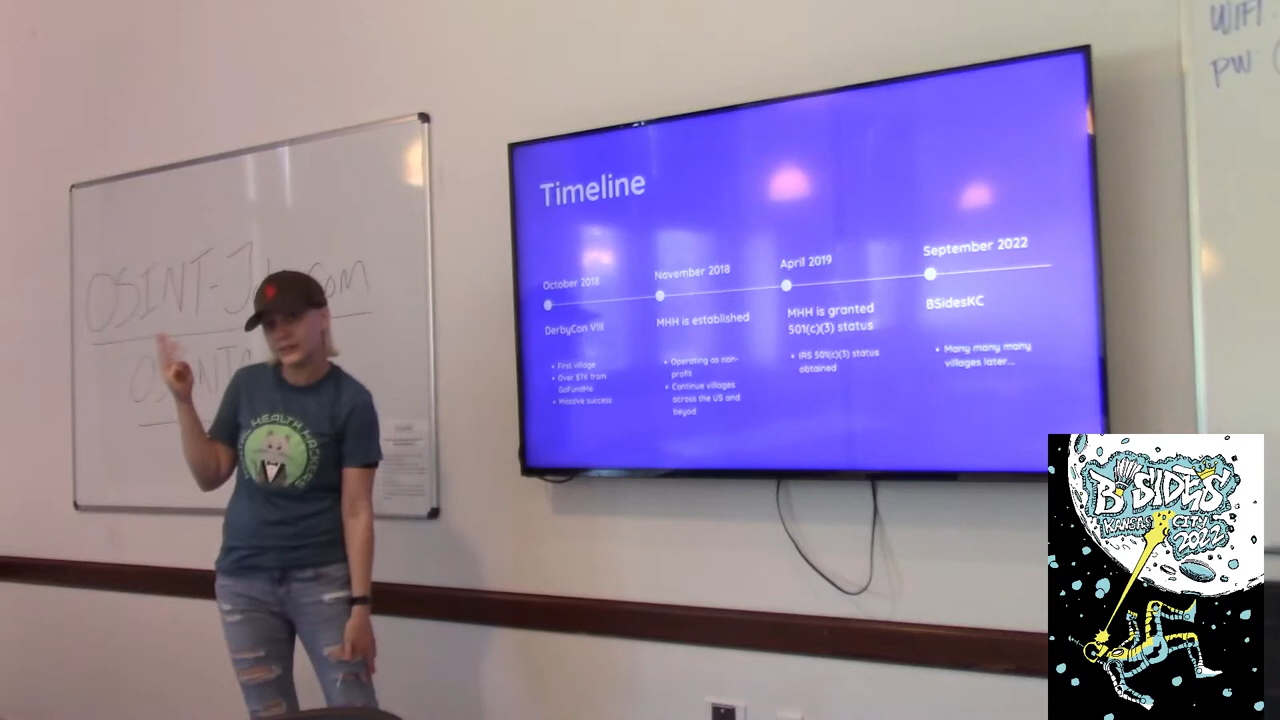 WIFI
PW
OSINT-J
om
Timeline
October 2018
DerbyCon VIII
• First village
• Over $7K from
GoFundMe
• Massive success
November 2018
MHH is established
• Operating as non-
profit
• Continue villages
across the US and
beyod
April 2019
MHH is granted
501(c)(3) status
• IRS 501(c)(3) status
obtained
September 2022
BSidesKC
• Many many many
villages later...
HEALTH HACKERS
BSIDES
KANSAS CITY
2022